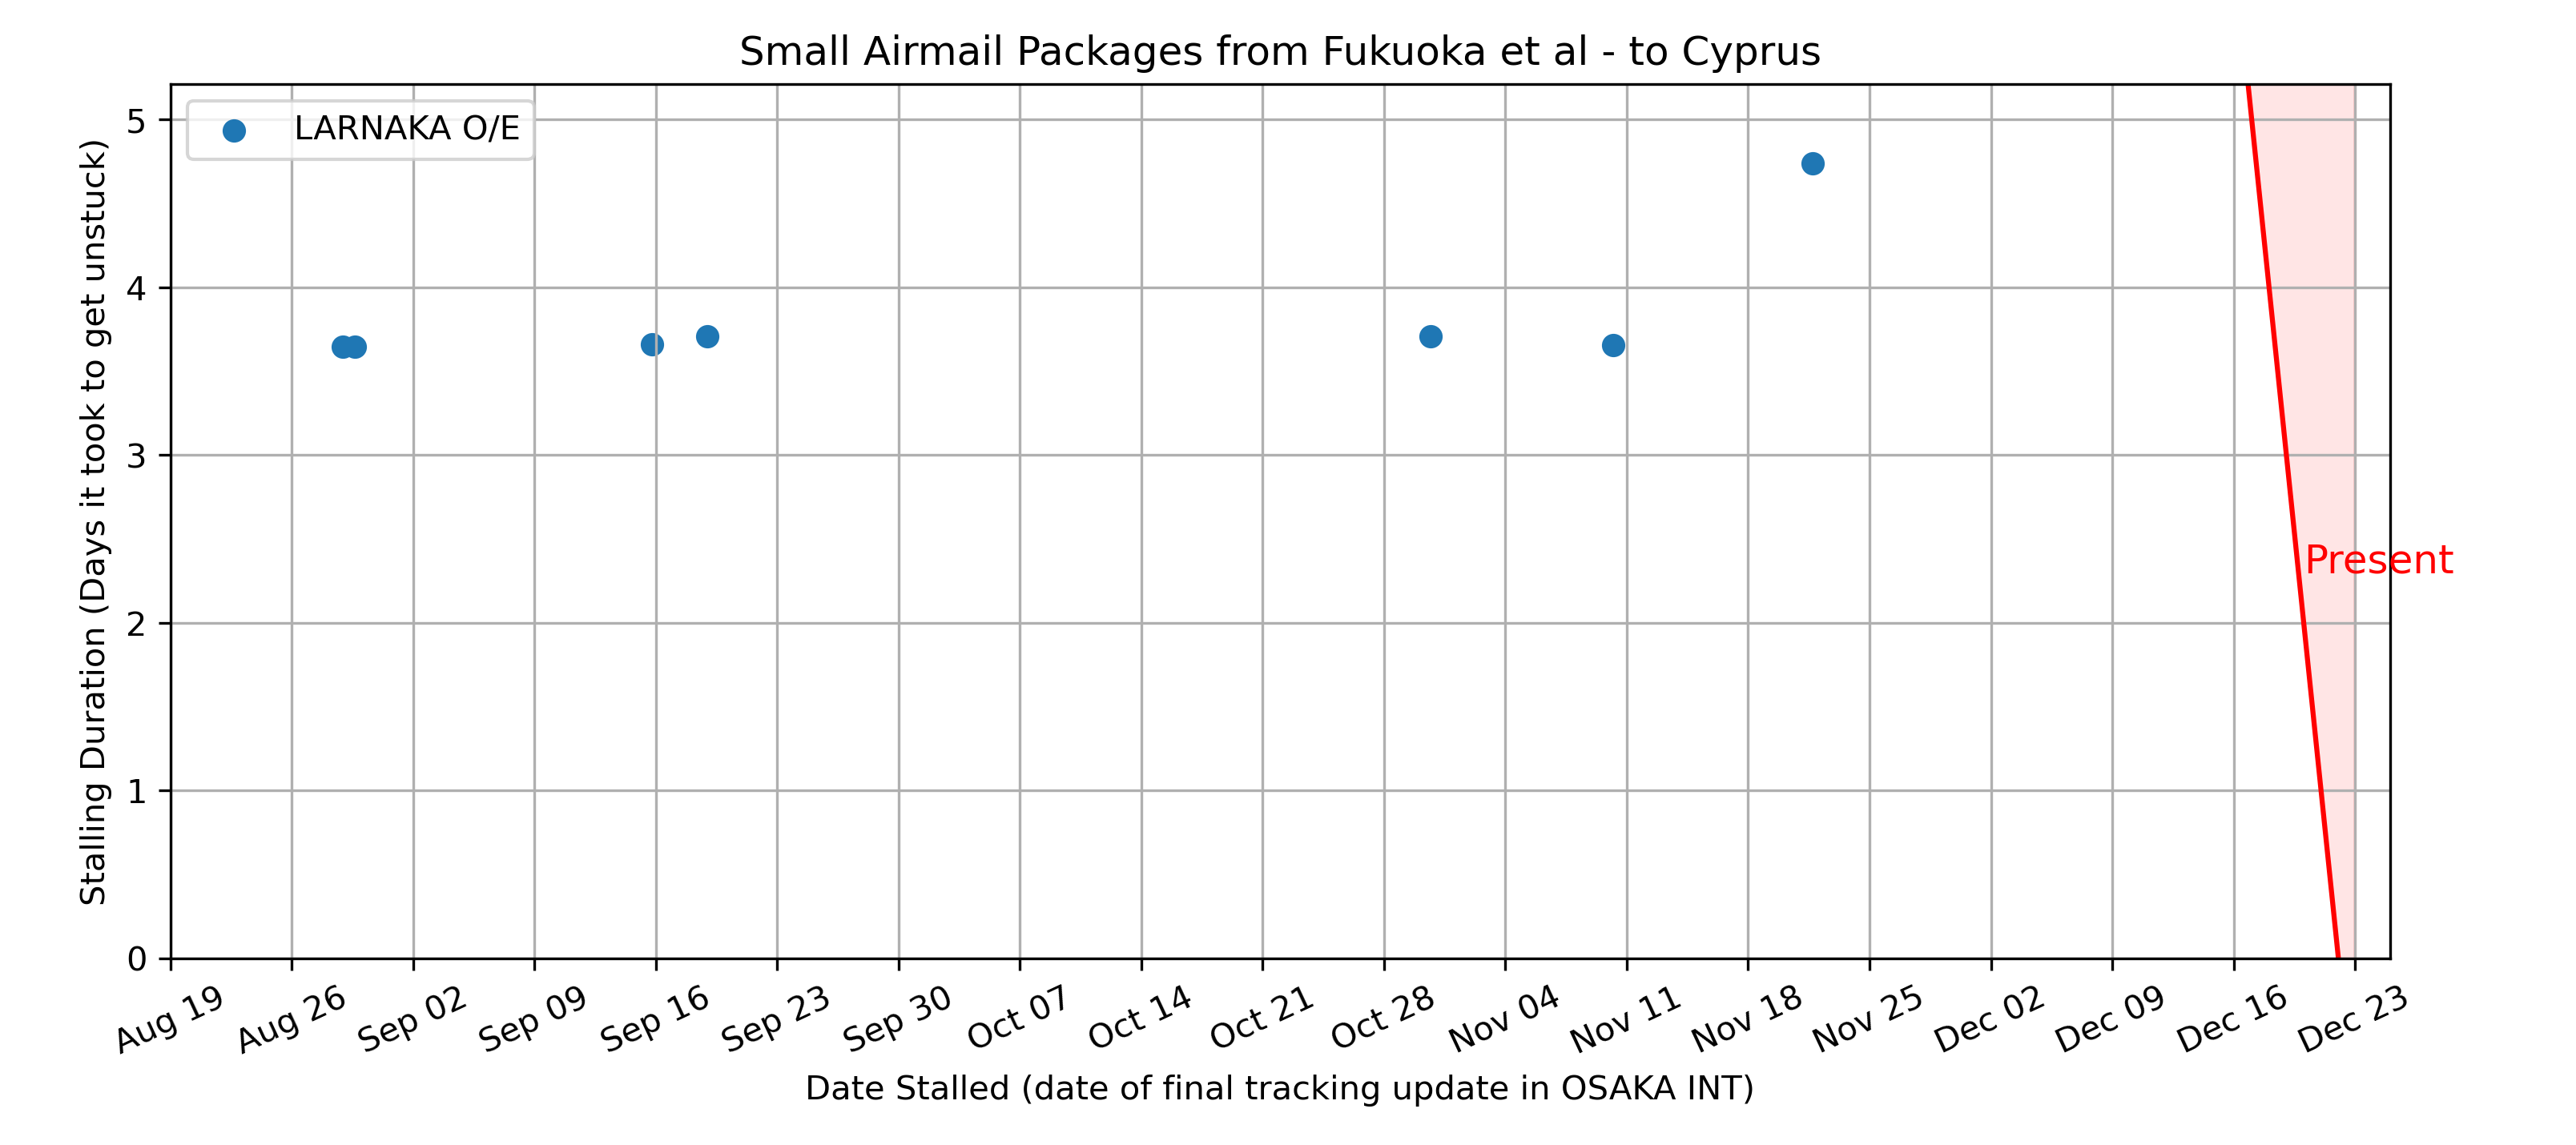 Small Airmail Packages from Fukuoka et al - to Cyprus
LARNAKA O/E
Stalling Duration (Days it took to get unstuck)
5
4
3
2
1
0
Present
Aug 19
Aug 26
Sep 02
Sep 09
Sep 16
Sep 23
Sep 30
Oct 07
Oct 14
Oct 21
Oct 28
Nov 04
Nov 11
Nov 18
Nov 25
Dec 02
Dec 09
Dec 16
Dec 23
Date Stalled (date of final tracking update in OSAKA INT)